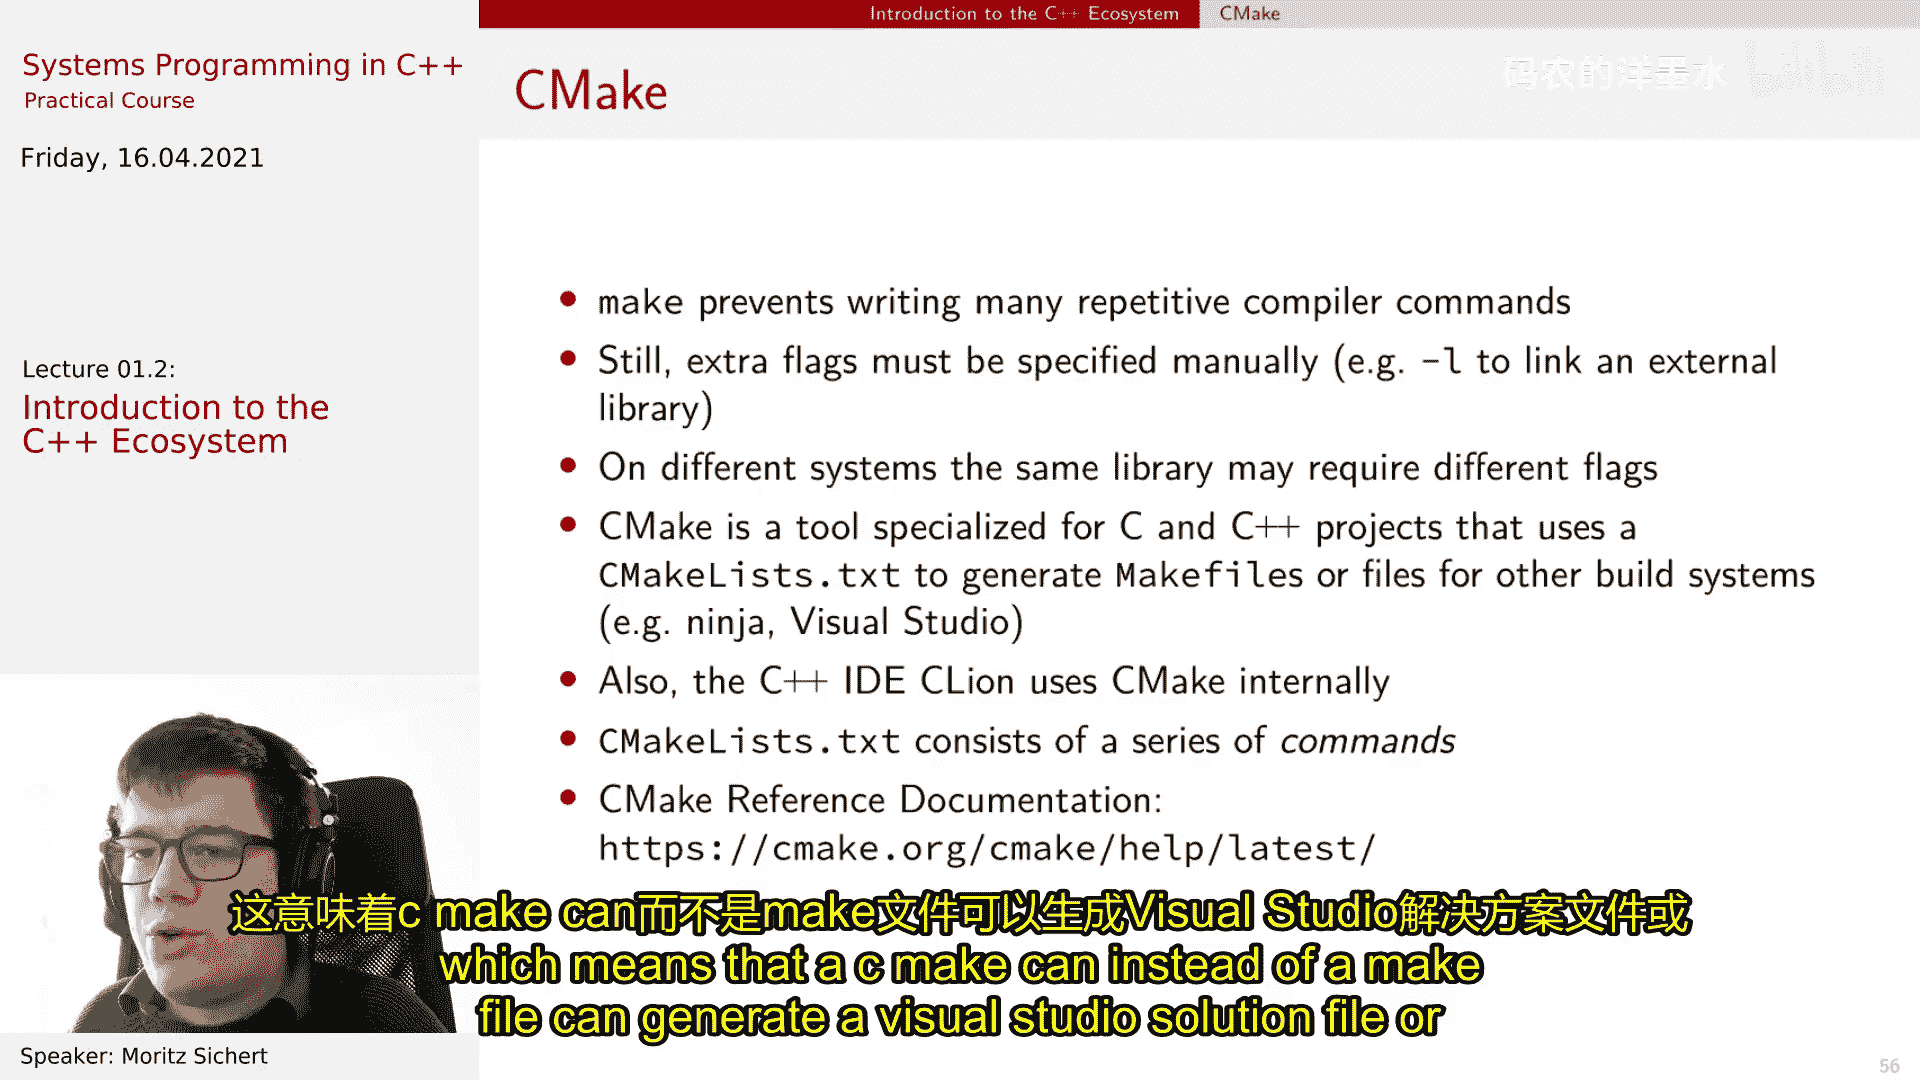 Introduction to the C++ Ecosystem
CMake
Systems Programming in C++
Practical Course
Friday, 16.04.2021
Lecture 01.2:
Introduction to the
C++ Ecosystem
CMake
码农的洋墨水
bilibili
make prevents writing many repetitive compiler commands
Still, extra flags must be specified manually (e.g. -l to link an external
library)
On different systems the same library may require different flags
CMake is a tool specialized for C and C++ projects that uses a
CMakeLists.txt to generate Makefiles or files for other build systems
(e.g. ninja, Visual Studio)
Also, the C++ IDE CLion uses CMake internally
CMakeLists.txt consists of a series of commands
CMake Reference Documentation:
https://cmake.org/cmake/help/latest/
这意味着c make can而不是make文件可以生成Visual Studio解决方案文件或
which means that a c make can instead of a make
file can generate a visual studio solution file or
Speaker: Moritz Sichert
56